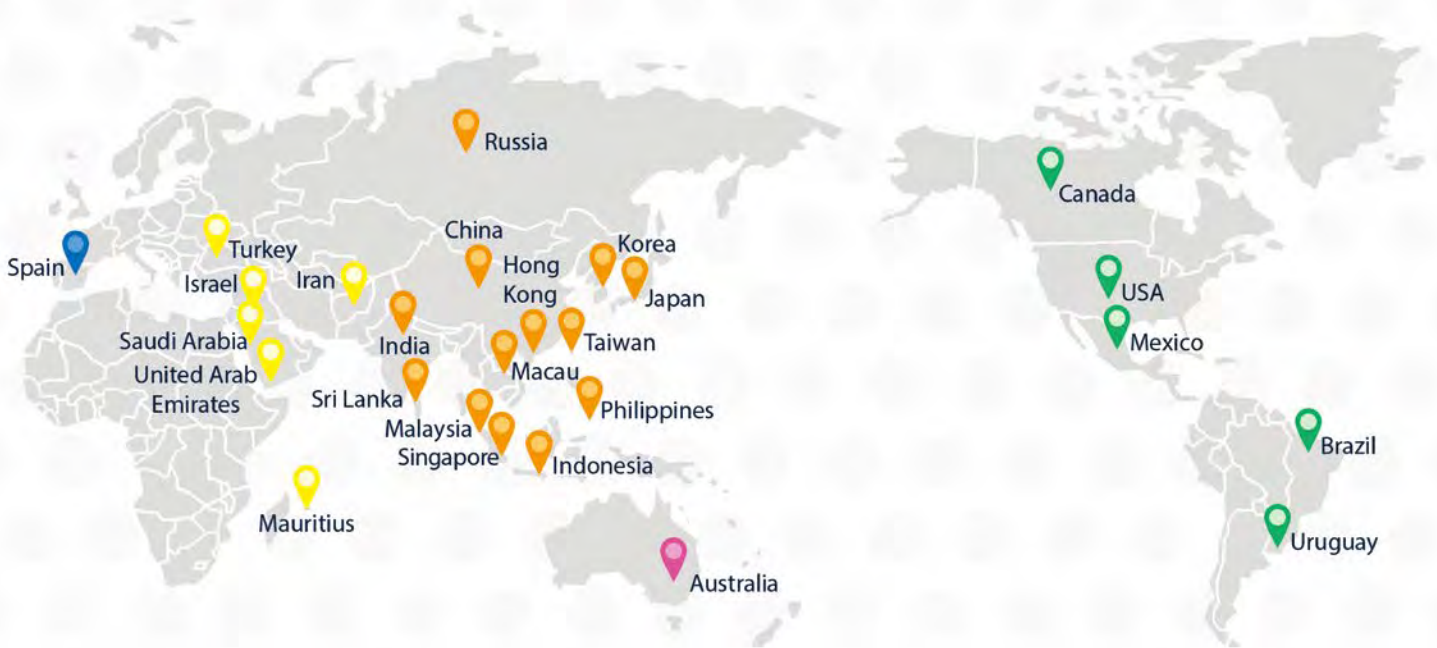 Russia
Canada
China
Korea
Turkey
Spain
Hong
Kong
Israel
Iran
USA
Japan
Saudi Arabia
India
Taiwan
Mexico
United Arab
Emirates
Macau
Sri Lanka
Philippines
Malaysia
Singapore
Indonesia
Brazil
Mauritius
Uruguay
Australia